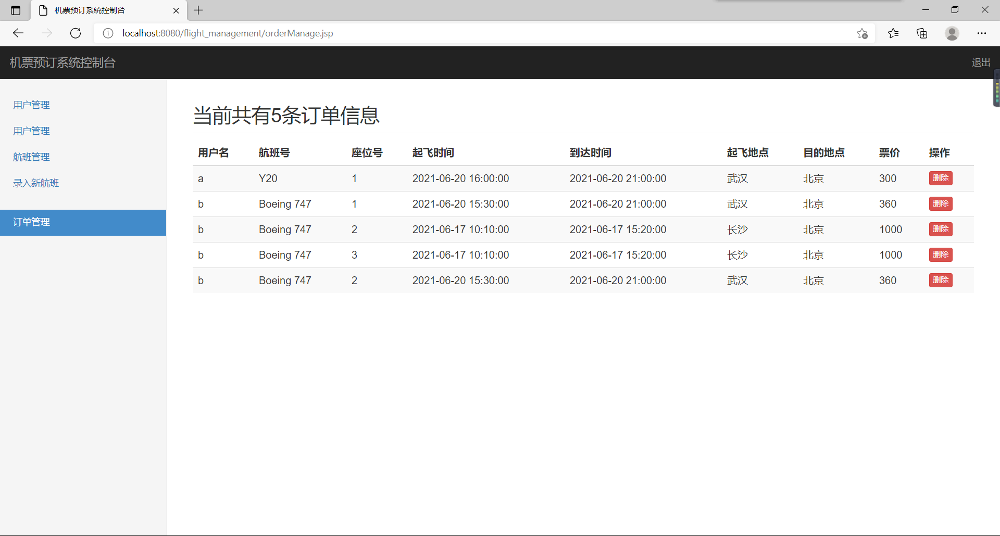 机票预订系统控制台
localhost:8080/flight_management/orderManage.jsp
机票预订系统控制台 退出
用户管理
用户管理
航班管理
录入新航班
订单管理
当前共有5条订单信息
用户名 航班号 座位号 起飞时间 到达时间 起飞地点 目的地点 票价 操作
a Y20 1 2021-06-20 16:00:00 2021-06-20 21:00:00 武汉 北京 300 删除
b Boeing 747 1 2021-06-20 15:30:00 2021-06-20 21:00:00 武汉 北京 360 删除
b Boeing 747 2 2021-06-17 10:10:00 2021-06-17 15:20:00 长沙 北京 1000 删除
b Boeing 747 3 2021-06-17 10:10:00 2021-06-17 15:20:00 长沙 北京 1000 删除
b Boeing 747 2 2021-06-20 15:30:00 2021-06-20 21:00:00 武汉 北京 360 删除